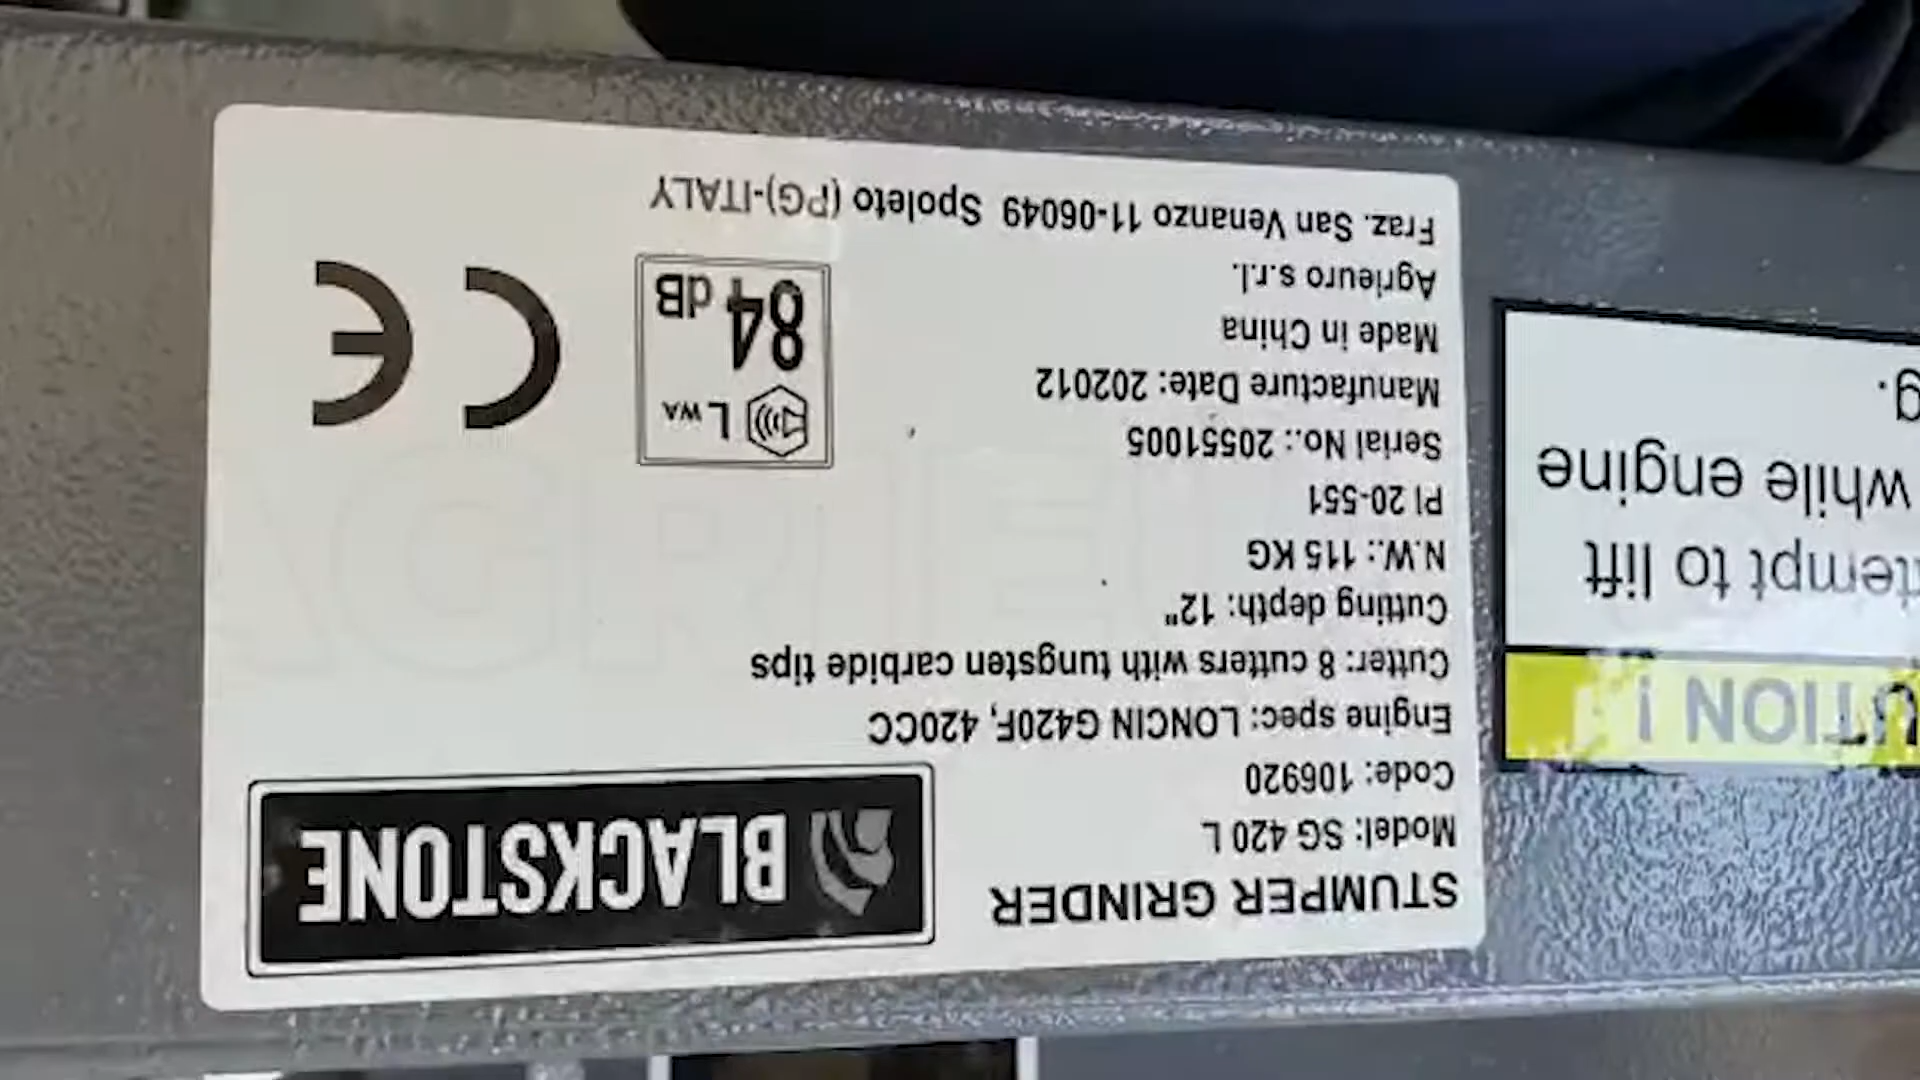 STUMPER GRINDER
BLACKSTONE
Model: SG 420 L
Code: 106920
Engine spec: LONCIN G420F, 420CC
Cutter: 8 cutters with tungsten carbide tips
Cutting depth: 12"
N.W.: 115 KG
PI 20-551
Serial No.: 20551005
Manufacture Date: 202012
Made in China
Agrieuro s.r.l.
Fraz. San Venanzo 11-06049 Spoleto (PG)-ITALY
LWA
84 dB
CE
UTION !
tempt to lift
while engine
g.
AGRIEU